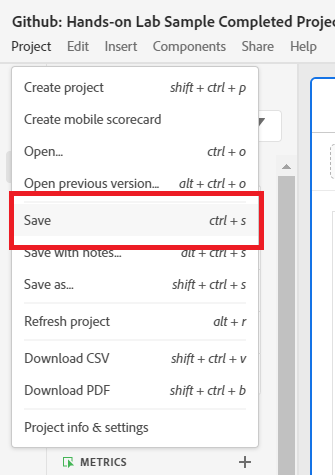 Github: Hands-on Lab Sample Completed Projec
Project Edit Insert Components Share Help
Create project shift + ctrl + p
Create mobile scorecard
Open... ctrl + o
Open previous version... alt + ctrl + o
Save ctrl + s
Save with notes... alt + ctrl + s
Save as... shift + ctrl + s
Refresh project alt + r
Download CSV shift + ctrl + v
Download PDF shift + ctrl + b
Project info & settings
METRICS +